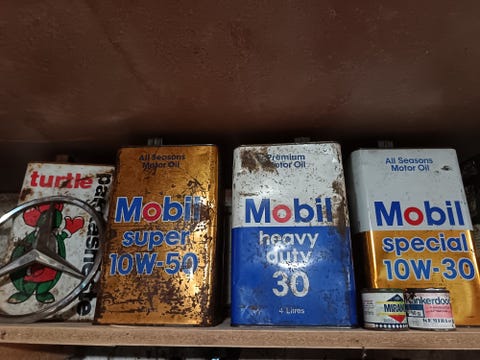 turtle
All Seasons
Motor Oil
Mobil
super
10W-50
Premium
Motor Oil
Mobil
heavy
duty
30
4 Litres
All Seasons
Motor Oil
Mobil
special
10W-30